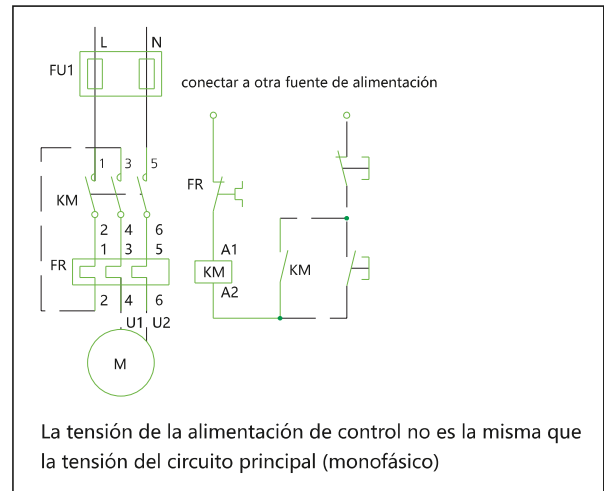 L N
FU1
conectar a otra fuente de alimentación
1 3 5
KM
2 4 6
1 3 5
FR
2 4 6
U1 U2
M
FR
A1
KM
A2
KM
La tensión de la alimentación de control no es la misma que
la tensión del circuito principal (monofásico)